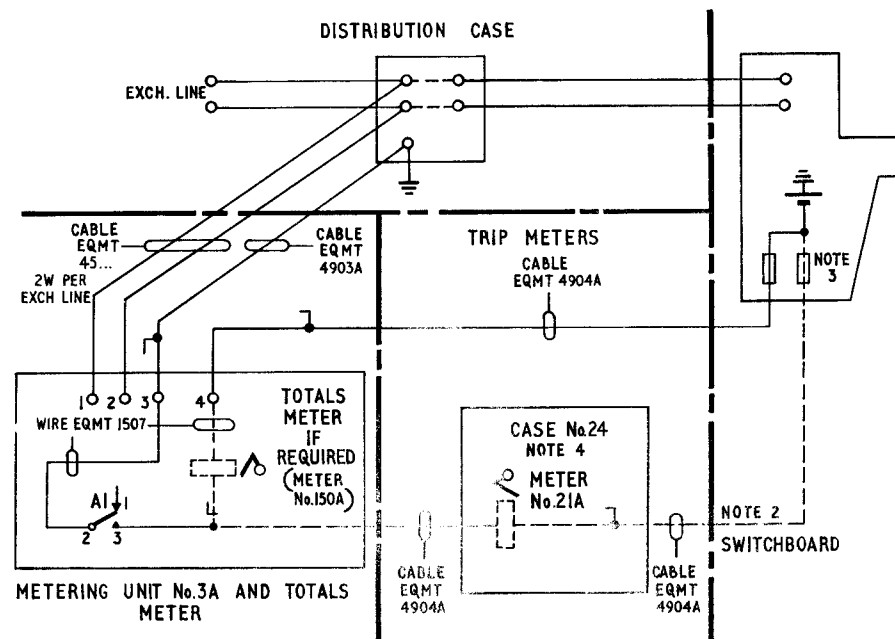 DISTRIBUTION CASE
EXCH. LINE
CABLE
EQMT
45...
2W PER
EXCH LINE
CABLE
EQMT
4903A
TRIP METERS
CABLE
EQMT 4904A
NOTE
3
1
2
3
4
WIRE EQMT 1507
TOTALS
METER
IF
REQUIRED
(METER
No.150A)
A1
1
2
3
CASE No.24
NOTE 4
METER
No.21A
CABLE
EQMT
4904A
CABLE
EQMT
4904A
NOTE 2
SWITCHBOARD
METERING UNIT No.3A AND TOTALS
METER